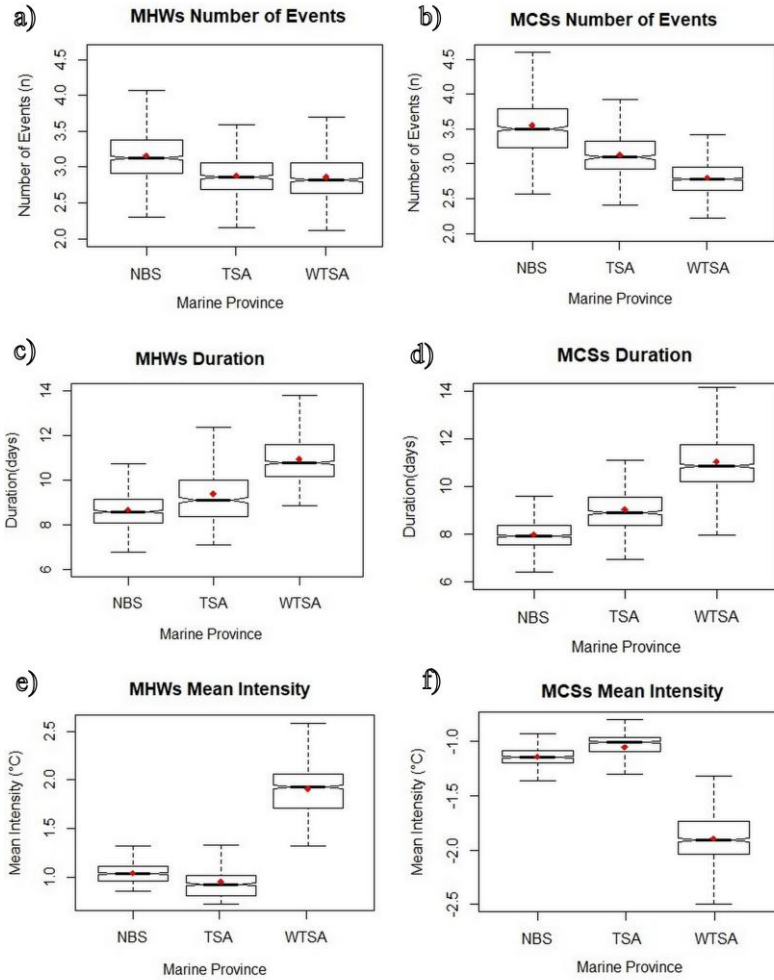 a)
MHWs Number of Events
Number of Events (n)
4.5
4.0
3.5
3.0
2.5
2.0
NBS TSA WTSA
Marine Province
b)
MCSs Number of Events
Number of Events (n)
4.5
4.0
3.5
3.0
2.5
2.0
NBS TSA WTSA
Marine Province
c)
MHWs Duration
Duration(days)
14
12
10
8
6
NBS TSA WTSA
Marine Province
d)
MCSs Duration
Duration(days)
14
12
10
8
6
NBS TSA WTSA
Marine Province
e)
MHWs Mean Intensity
Mean Intensity (°C)
2.5
2.0
1.5
1.0
NBS TSA WTSA
Marine Province
f)
MCSs Mean Intensity
Mean Intensity (°C)
-1.0
-1.5
-2.0
-2.5
NBS TSA WTSA
Marine Province